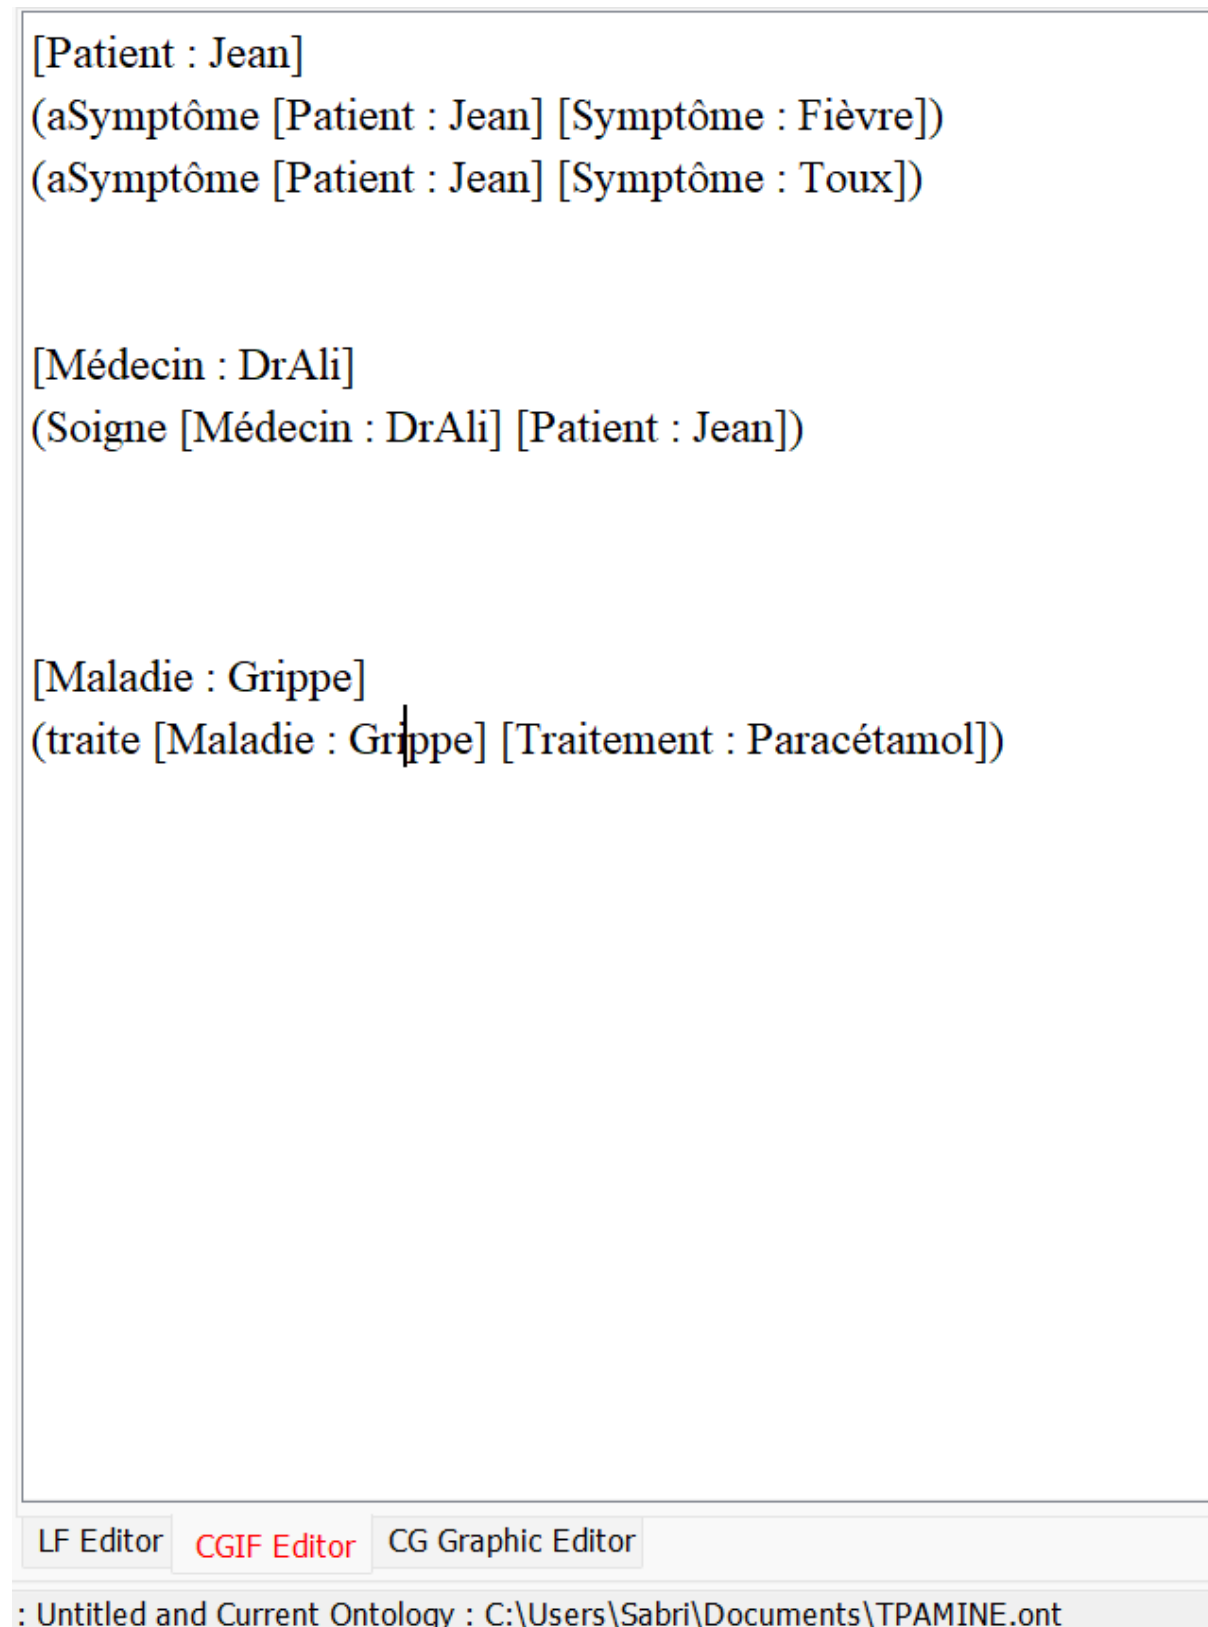 [Patient : Jean]
(aSymptôme [Patient : Jean] [Symptôme : Fièvre])
(aSymptôme [Patient : Jean] [Symptôme : Toux])
[Médecin : DrAli]
(Soigne [Médecin : DrAli] [Patient : Jean])
[Maladie : Grippe]
(traite [Maladie : Grippe] [Traitement : Paracétamol])
LF Editor CGIF Editor CG Graphic Editor
: Untitled and Current Ontology : C:\Users\Sabri\Documents\TPAMINE.ont